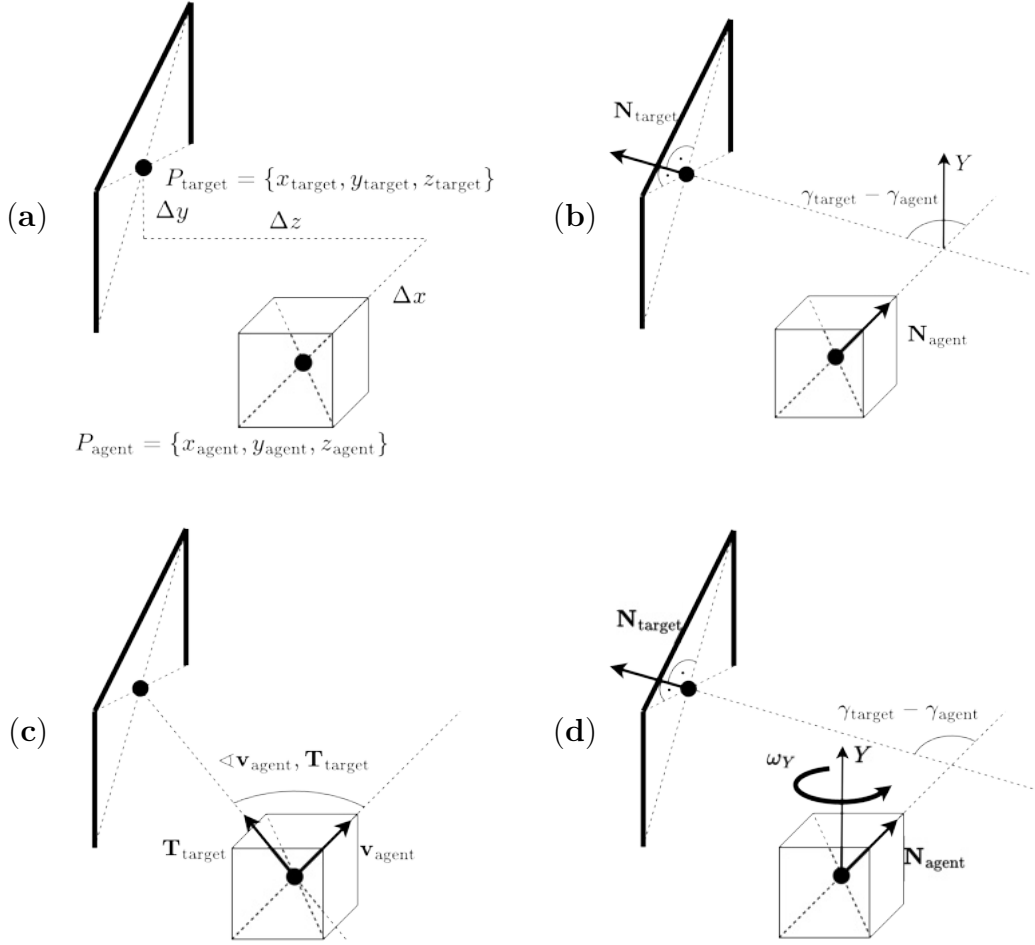 (a)
P_target = {x_target, y_target, z_target}
Δy
Δz
Δx
P_agent = {x_agent, y_agent, z_agent}
(b)
N_target
Y
γ_target − γ_agent
N_agent
(c)
∢v_agent, T_target
T_target
v_agent
(d)
N_target
γ_target − γ_agent
ω_Y
Y
N_agent